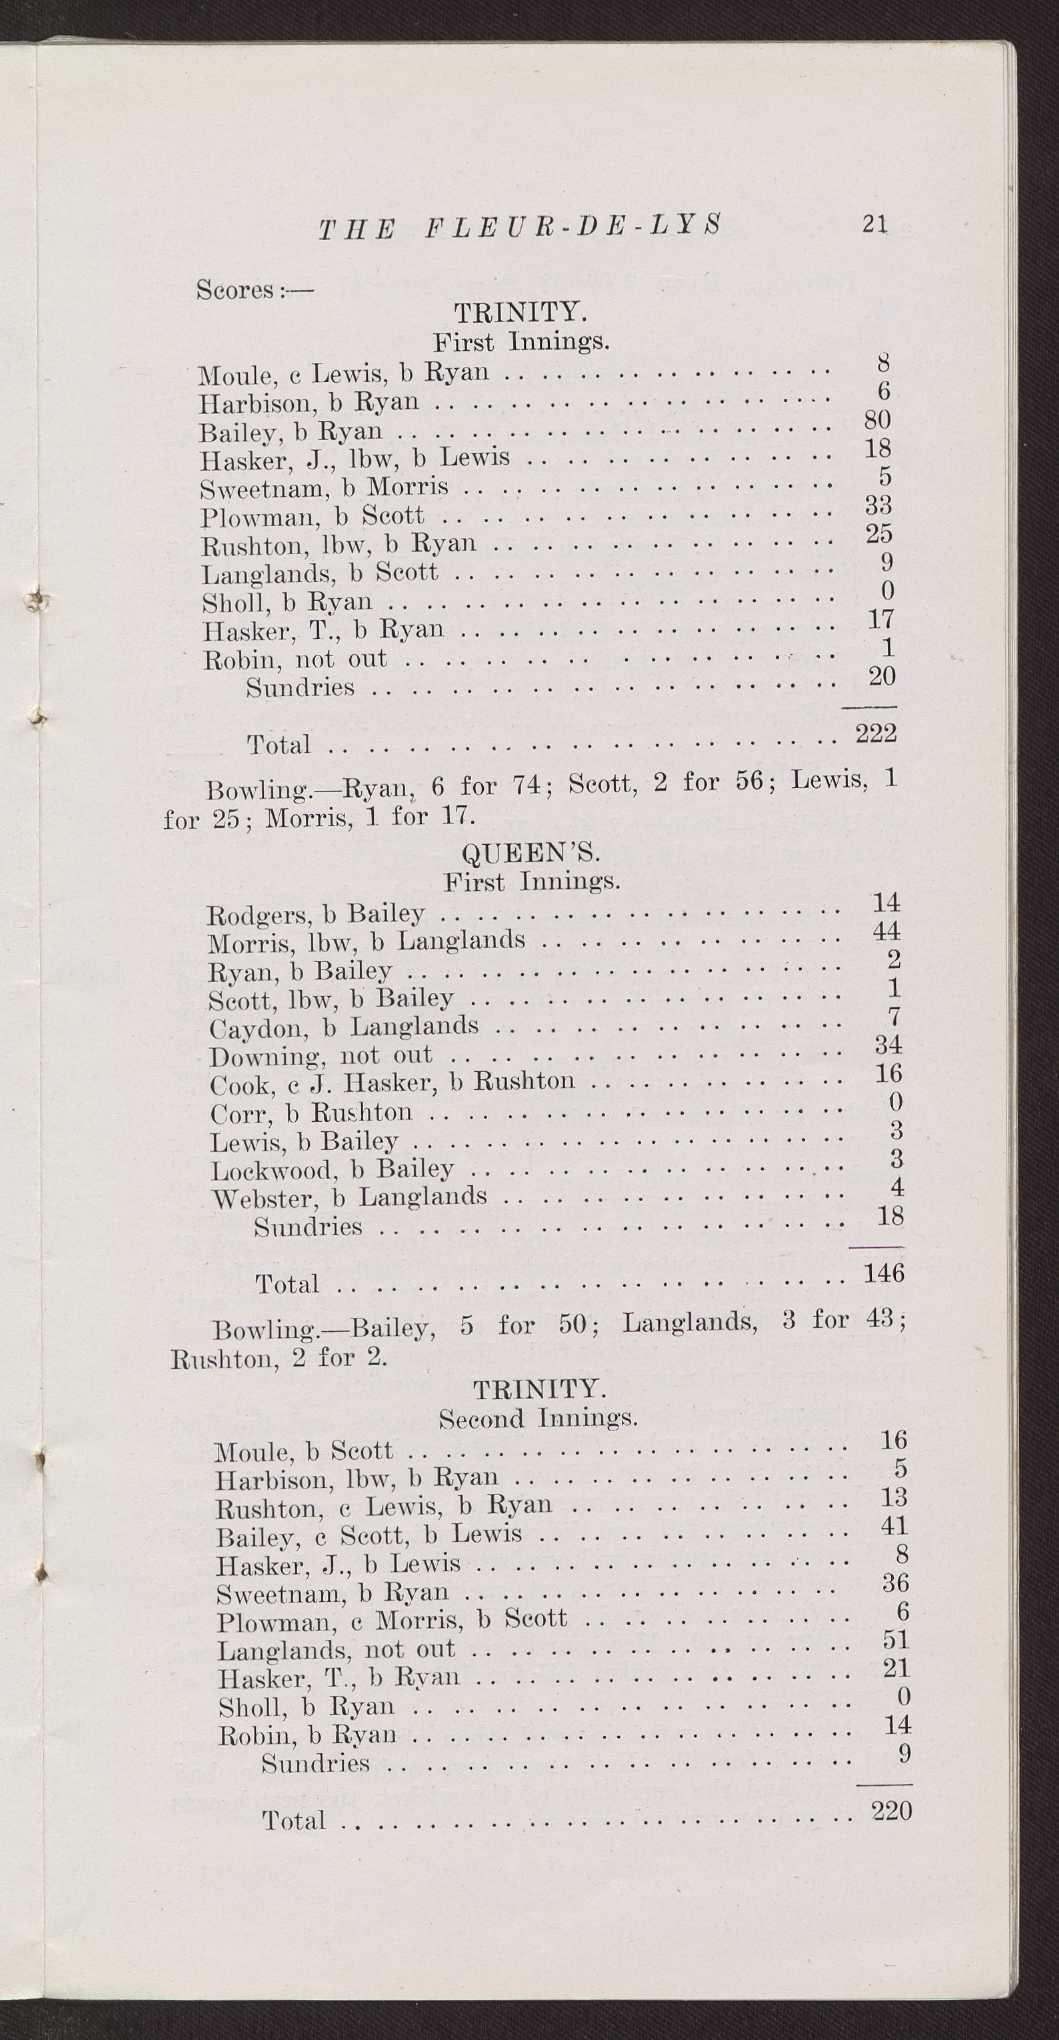 THE FLEUR-DE-LYS 21
Scores:—
TRINITY.
First Innings.
Moule, c Lewis, b Ryan .. .. .. .. .. .. .. .. .. 8
Harbison, b Ryan .. .. .. .. .. .. .. .. .. .. .. 6
Bailey, b Ryan .. .. .. .. .. .. .. .. .. .. .. .. 80
Hasker, J., lbw, b Lewis .. .. .. .. .. .. .. .. 18
Sweetnam, b Morris .. .. .. .. .. .. .. .. .. .. 5
Plowman, b Scott .. .. .. .. .. .. .. .. .. .. 33
Rushton, lbw, b Ryan .. .. .. .. .. .. .. .. .. 25
Langlands, b Scott .. .. .. .. .. .. .. .. .. .. 9
Sholl, b Ryan .. .. .. .. .. .. .. .. .. .. .. .. 0
Hasker, T., b Ryan .. .. .. .. .. .. .. .. .. .. 17
Robin, not out .. .. .. .. .. . .. .. .. .. .. 1
Sundries .. .. .. .. .. .. .. .. .. .. .. .. 20
Total .. .. .. .. .. .. .. .. .. .. .. .. .. 222
Bowling.—Ryan, 6 for 74; Scott, 2 for 56; Lewis, 1
for 25; Morris, 1 for 17.
QUEEN'S.
First Innings.
Rodgers, b Bailey .. .. .. .. .. .. .. .. .. .. .. 14
Morris, lbw, b Langlands .. .. .. .. .. .. .. .. 44
Ryan, b Bailey .. .. .. .. .. .. .. .. .. .. .. .. 2
Scott, lbw, b Bailey .. .. .. .. .. .. .. .. .. .. 1
Caydon, b Langlands .. .. .. .. .. .. .. .. .. 7
Downing, not out .. .. .. .. .. .. .. .. .. .. 34
Cook, c J. Hasker, b Rushton .. .. .. .. .. .. .. 16
Corr, b Rushton .. .. .. .. .. .. .. .. .. .. .. 0
Lewis, b Bailey .. .. .. .. .. .. .. .. .. .. .. .. 3
Lockwood, b Bailey .. .. .. .. .. .. .. .. .. .. 3
Webster, b Langlands .. .. .. .. .. .. .. .. .. 4
Sundries .. .. .. .. .. .. .. .. .. .. .. .. 18
Total .. .. .. .. .. .. .. .. .. .. .. .. .. 146
Bowling.—Bailey, 5 for 50; Langlands, 3 for 43;
Rushton, 2 for 2.
TRINITY.
Second Innings.
Moule, b Scott .. .. .. .. .. .. .. .. .. .. .. .. 16
Harbison, lbw, b Ryan .. .. .. .. .. .. .. .. .. 5
Rushton, c Lewis, b Ryan .. .. .. .. .. .. .. 13
Bailey, c Scott, b Lewis .. .. .. .. .. .. .. .. 41
Hasker, J., b Lewis .. .. .. .. .. .. .. .. .. .. 8
Sweetnam, b Ryan .. .. .. .. .. .. .. .. .. .. 36
Plowman, c Morris, b Scott .. .. .. .. .. .. .. 6
Langlands, not out .. .. .. .. .. .. .. .. .. .. 51
Hasker, T., b Ryan .. .. .. .. .. .. .. .. .. .. 21
Sholl, b Ryan .. .. .. .. .. .. .. .. .. .. .. 0
Robin, b Ryan .. .. .. .. .. .. .. .. .. .. .. 14
Sundries .. .. .. .. .. .. .. .. .. .. .. .. 9
Total .. .. .. .. .. .. .. .. .. .. .. .. .. 220